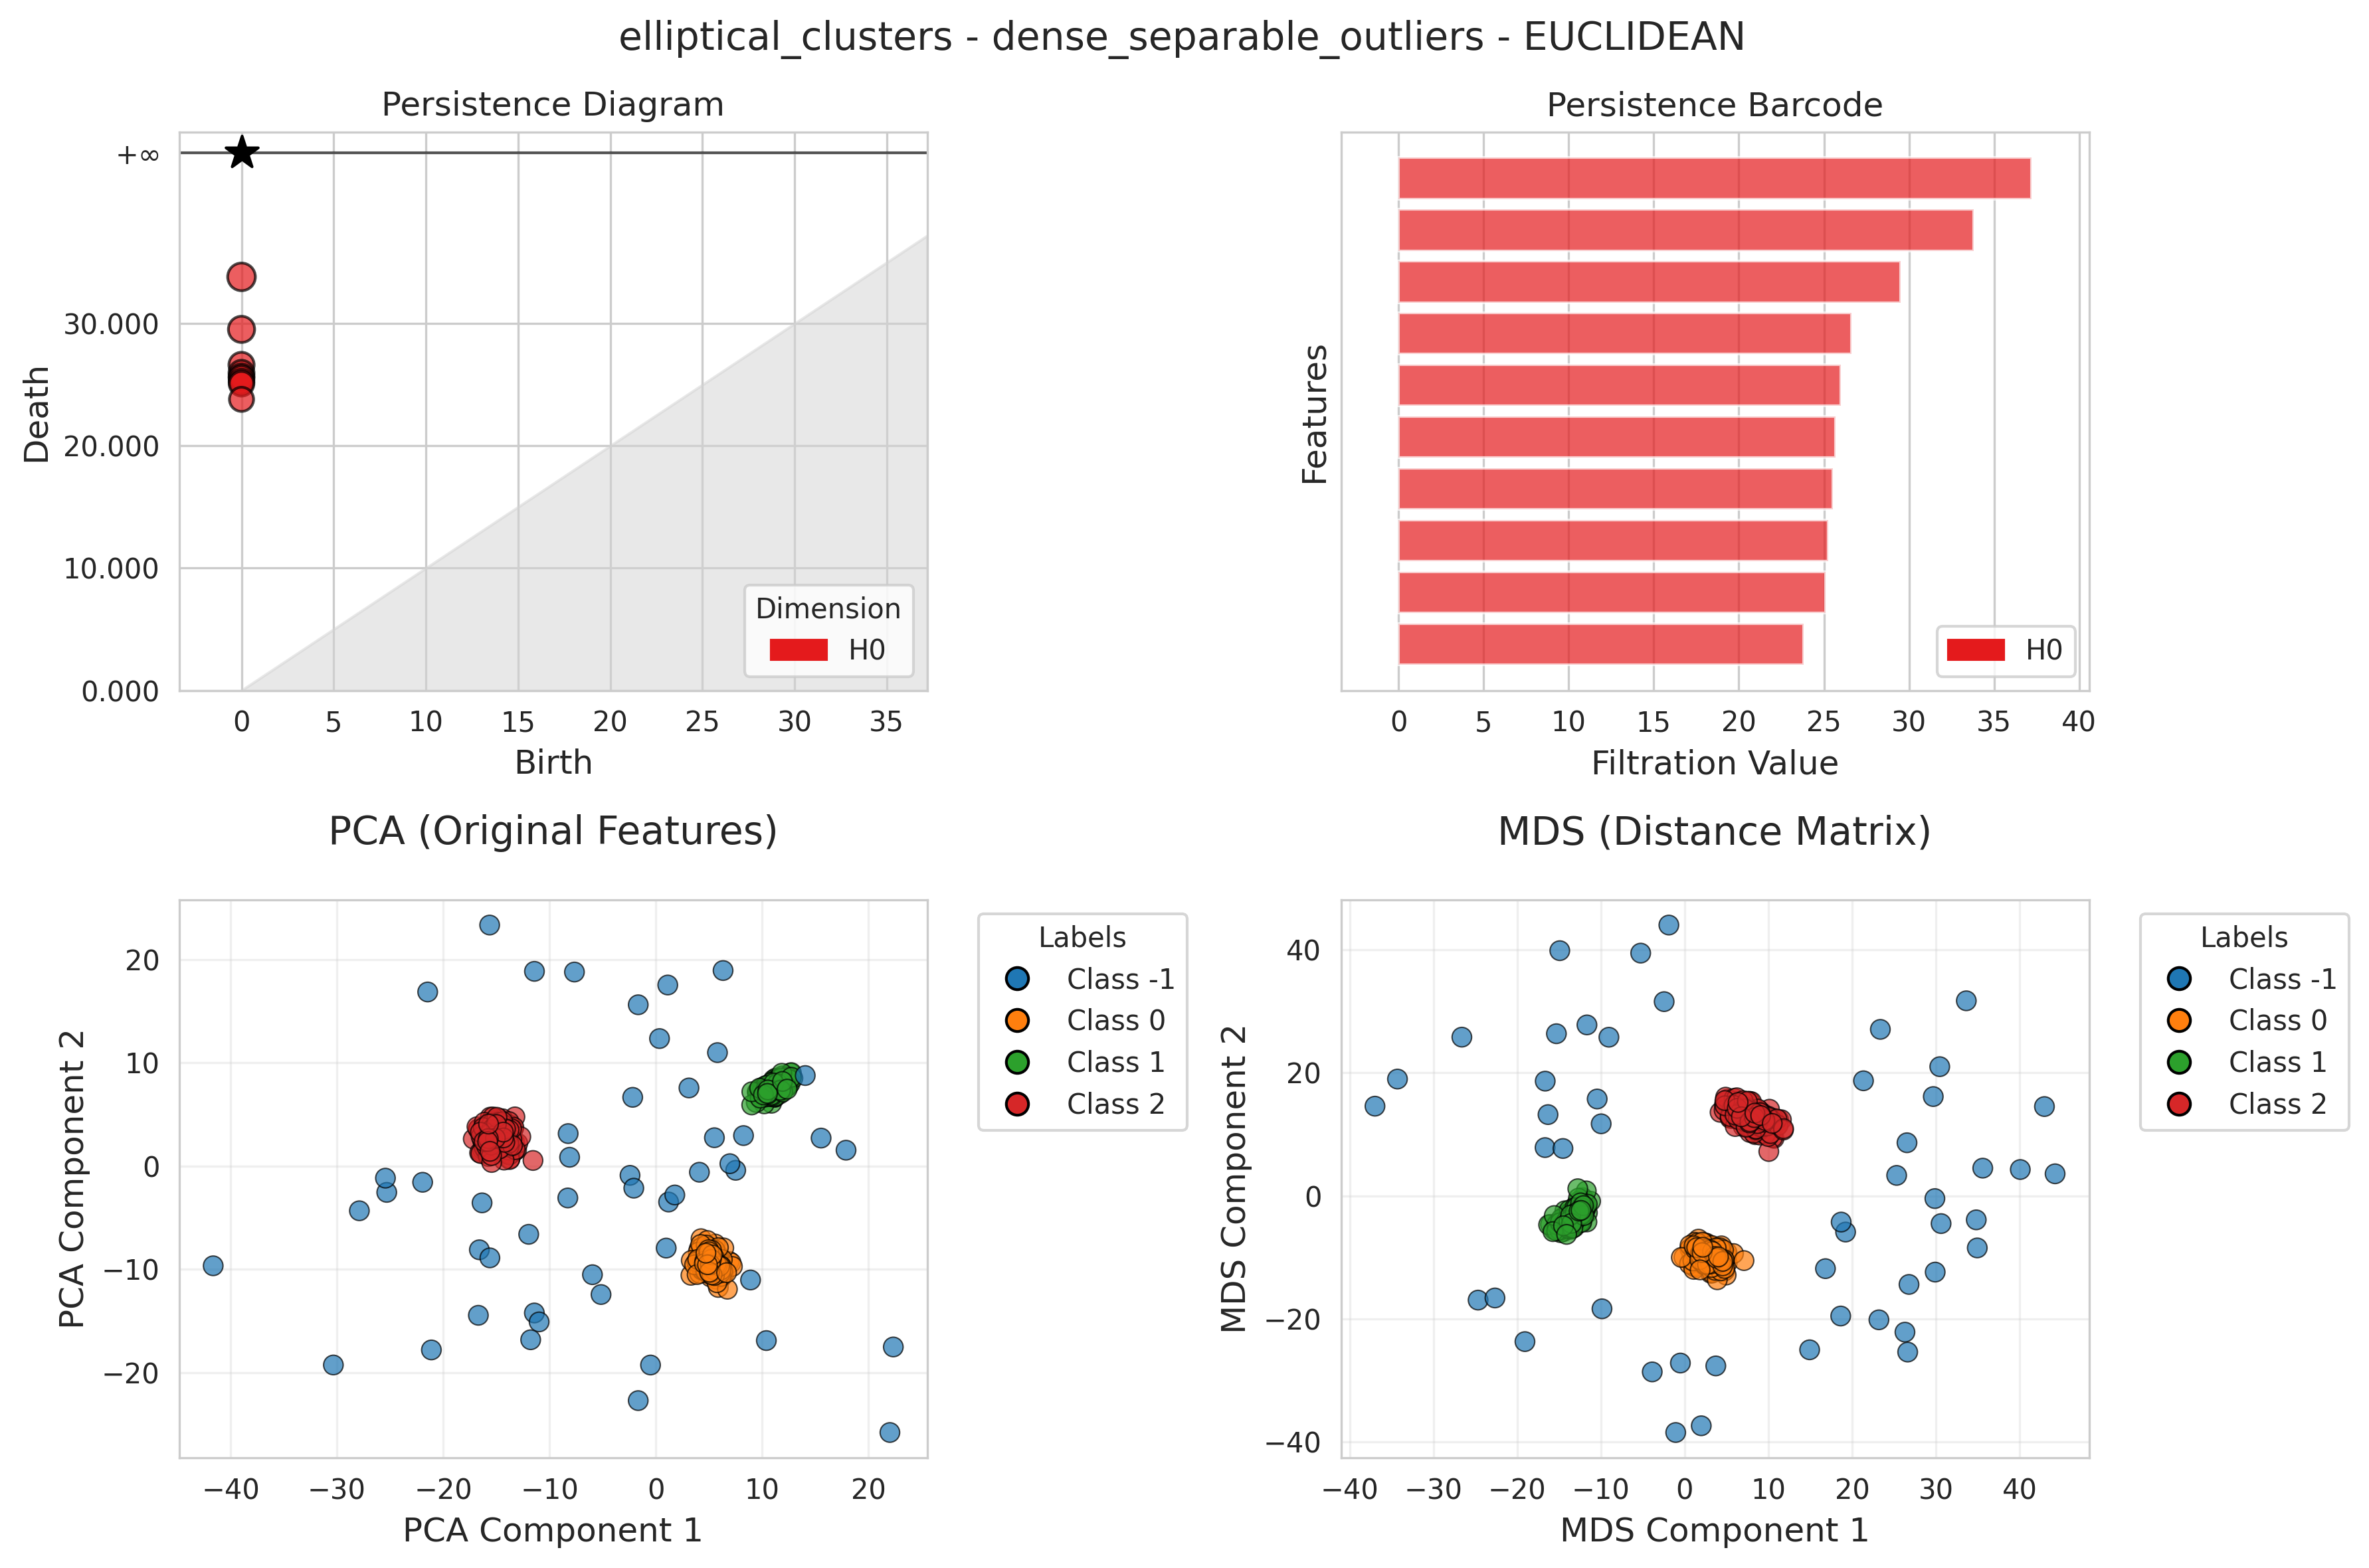 elliptical_clusters - dense_separable_outliers - EUCLIDEAN
Persistence Diagram
+∞
30.000
20.000
10.000
0.000
Death
0 5 10 15 20 25 30 35
Birth
Dimension
H0
Persistence Barcode
Features
0 5 10 15 20 25 30 35 40
Filtration Value
H0
PCA (Original Features)
20
10
0
−10
−20
PCA Component 2
−40 −30 −20 −10 0 10 20
PCA Component 1
Labels
Class -1
Class 0
Class 1
Class 2
MDS (Distance Matrix)
40
20
0
−20
−40
MDS Component 2
−40 −30 −20 −10 0 10 20 30 40
MDS Component 1
Labels
Class -1
Class 0
Class 1
Class 2